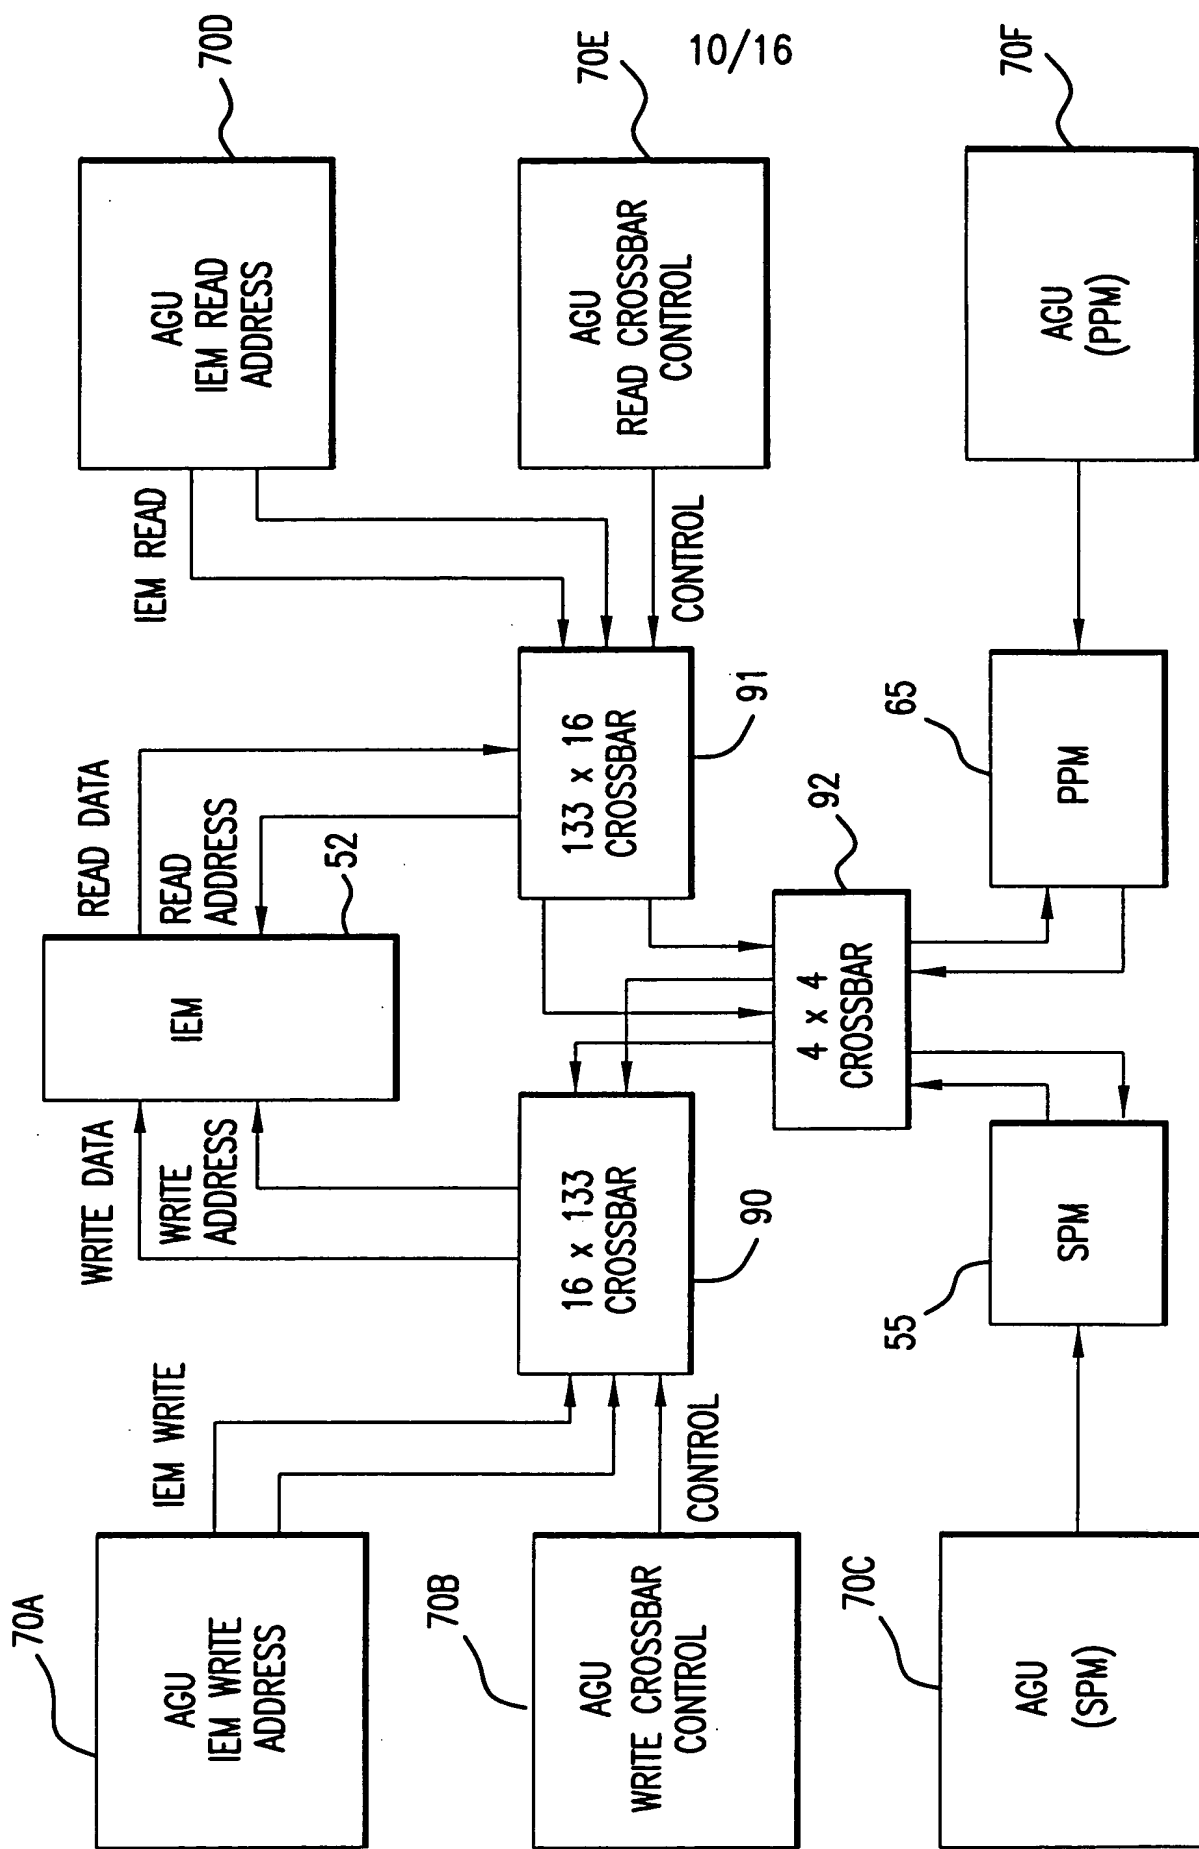 10/16
70A
AGU
IEM WRITE
ADDRESS
IEM WRITE
WRITE DATA
WRITE
ADDRESS
IEM
52
READ DATA
READ
ADDRESS
IEM READ
AGU
IEM READ
ADDRESS
70D
70B
AGU
WRITE CROSSBAR
CONTROL
CONTROL
16 x 133
CROSSBAR
90
133 x 16
CROSSBAR
91
CONTROL
AGU
READ CROSSBAR
CONTROL
70E
4 x 4
CROSSBAR
92
70C
AGU
(SPM)
55
SPM
PPM
65
AGU
(PPM)
70F